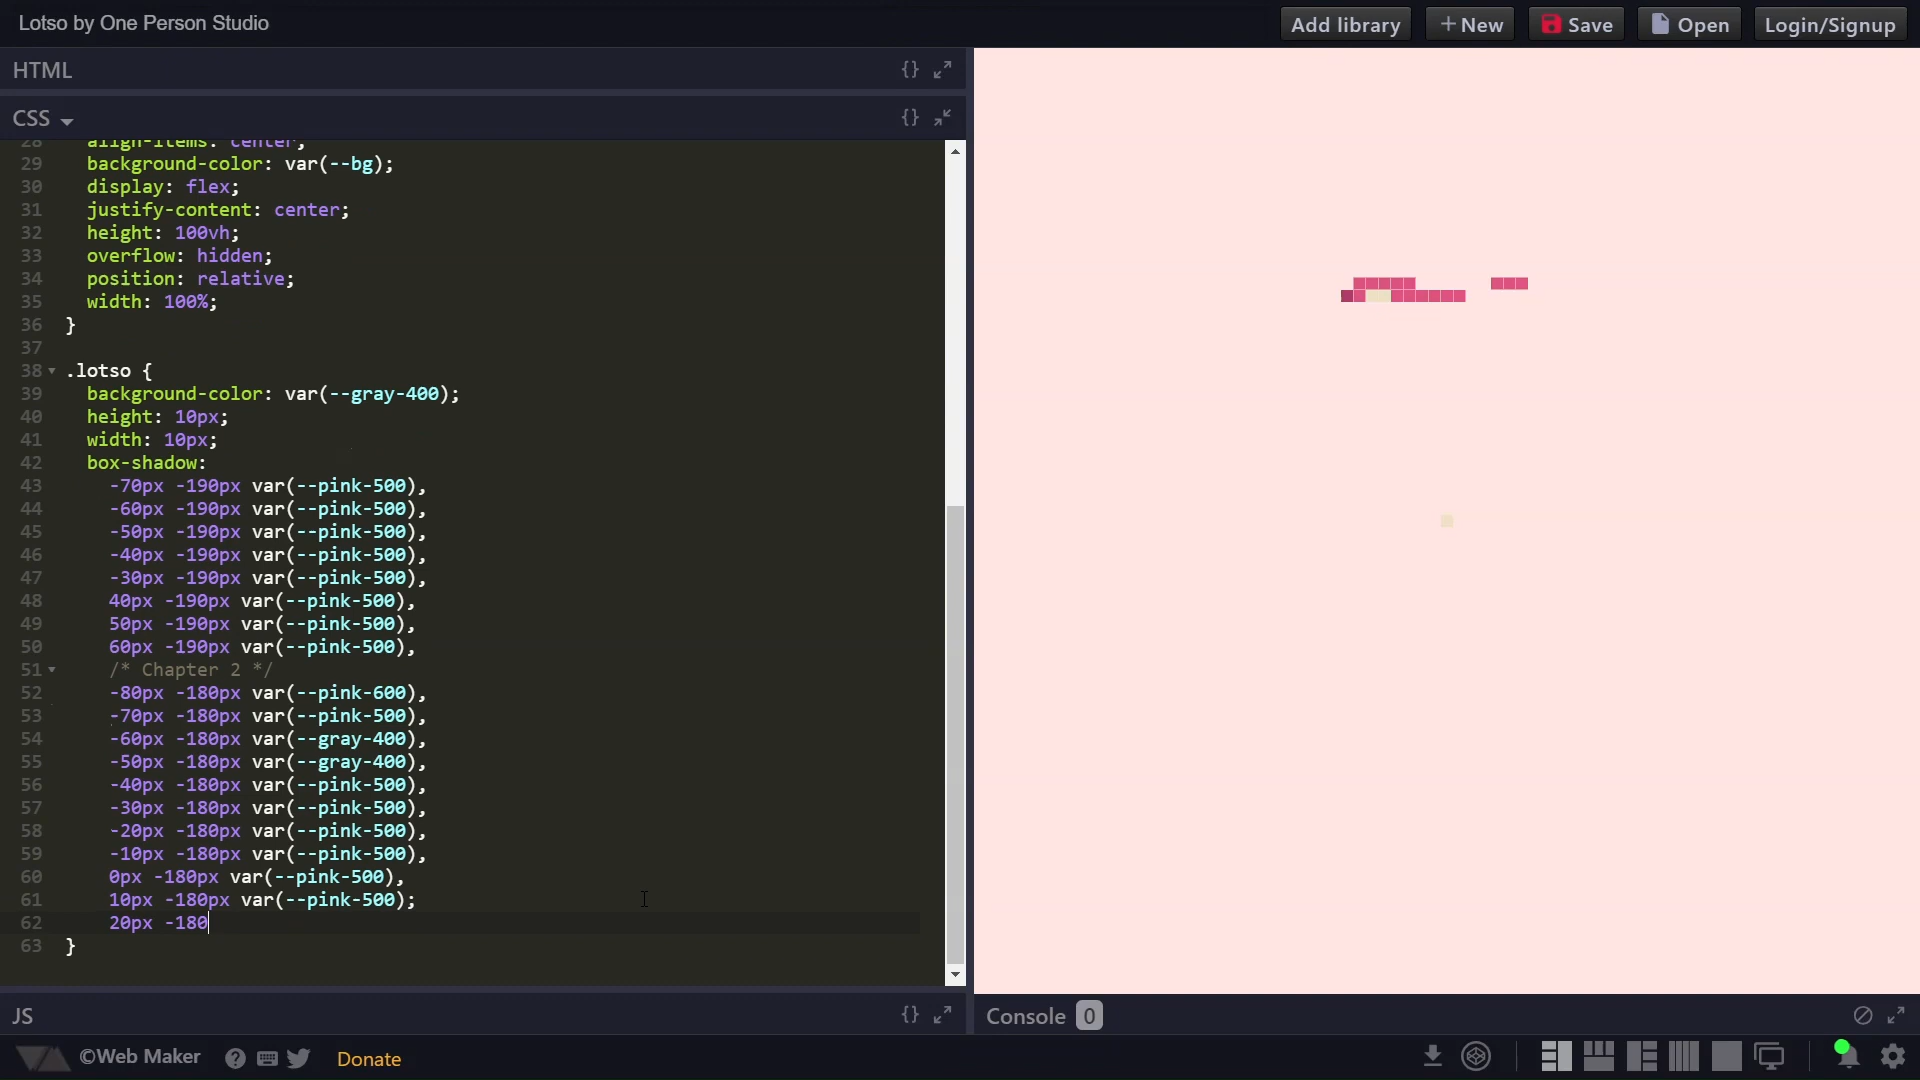 Lotso by One Person Studio
Add library
+ New
Save
Open
Login/Signup
HTML
{}
CSS
{}
28 align-items: center;
29 background-color: var(--bg);
30 display: flex;
31 justify-content: center;
32 height: 100vh;
33 overflow: hidden;
34 position: relative;
35 width: 100%;
36 }
37
38 .lotso {
39 background-color: var(--gray-400);
40 height: 10px;
41 width: 10px;
42 box-shadow:
43 -70px -190px var(--pink-500),
44 -60px -190px var(--pink-500),
45 -50px -190px var(--pink-500),
46 -40px -190px var(--pink-500),
47 -30px -190px var(--pink-500),
48 40px -190px var(--pink-500),
49 50px -190px var(--pink-500),
50 60px -190px var(--pink-500),
51 /* Chapter 2 */
52 -80px -180px var(--pink-600),
53 -70px -180px var(--pink-500),
54 -60px -180px var(--gray-400),
55 -50px -180px var(--gray-400),
56 -40px -180px var(--pink-500),
57 -30px -180px var(--pink-500),
58 -20px -180px var(--pink-500),
59 -10px -180px var(--pink-500),
60 0px -180px var(--pink-500),
61 10px -180px var(--pink-500);
62 20px -180
63 }
JS
{}
Console 0
©Web Maker
?
Donate